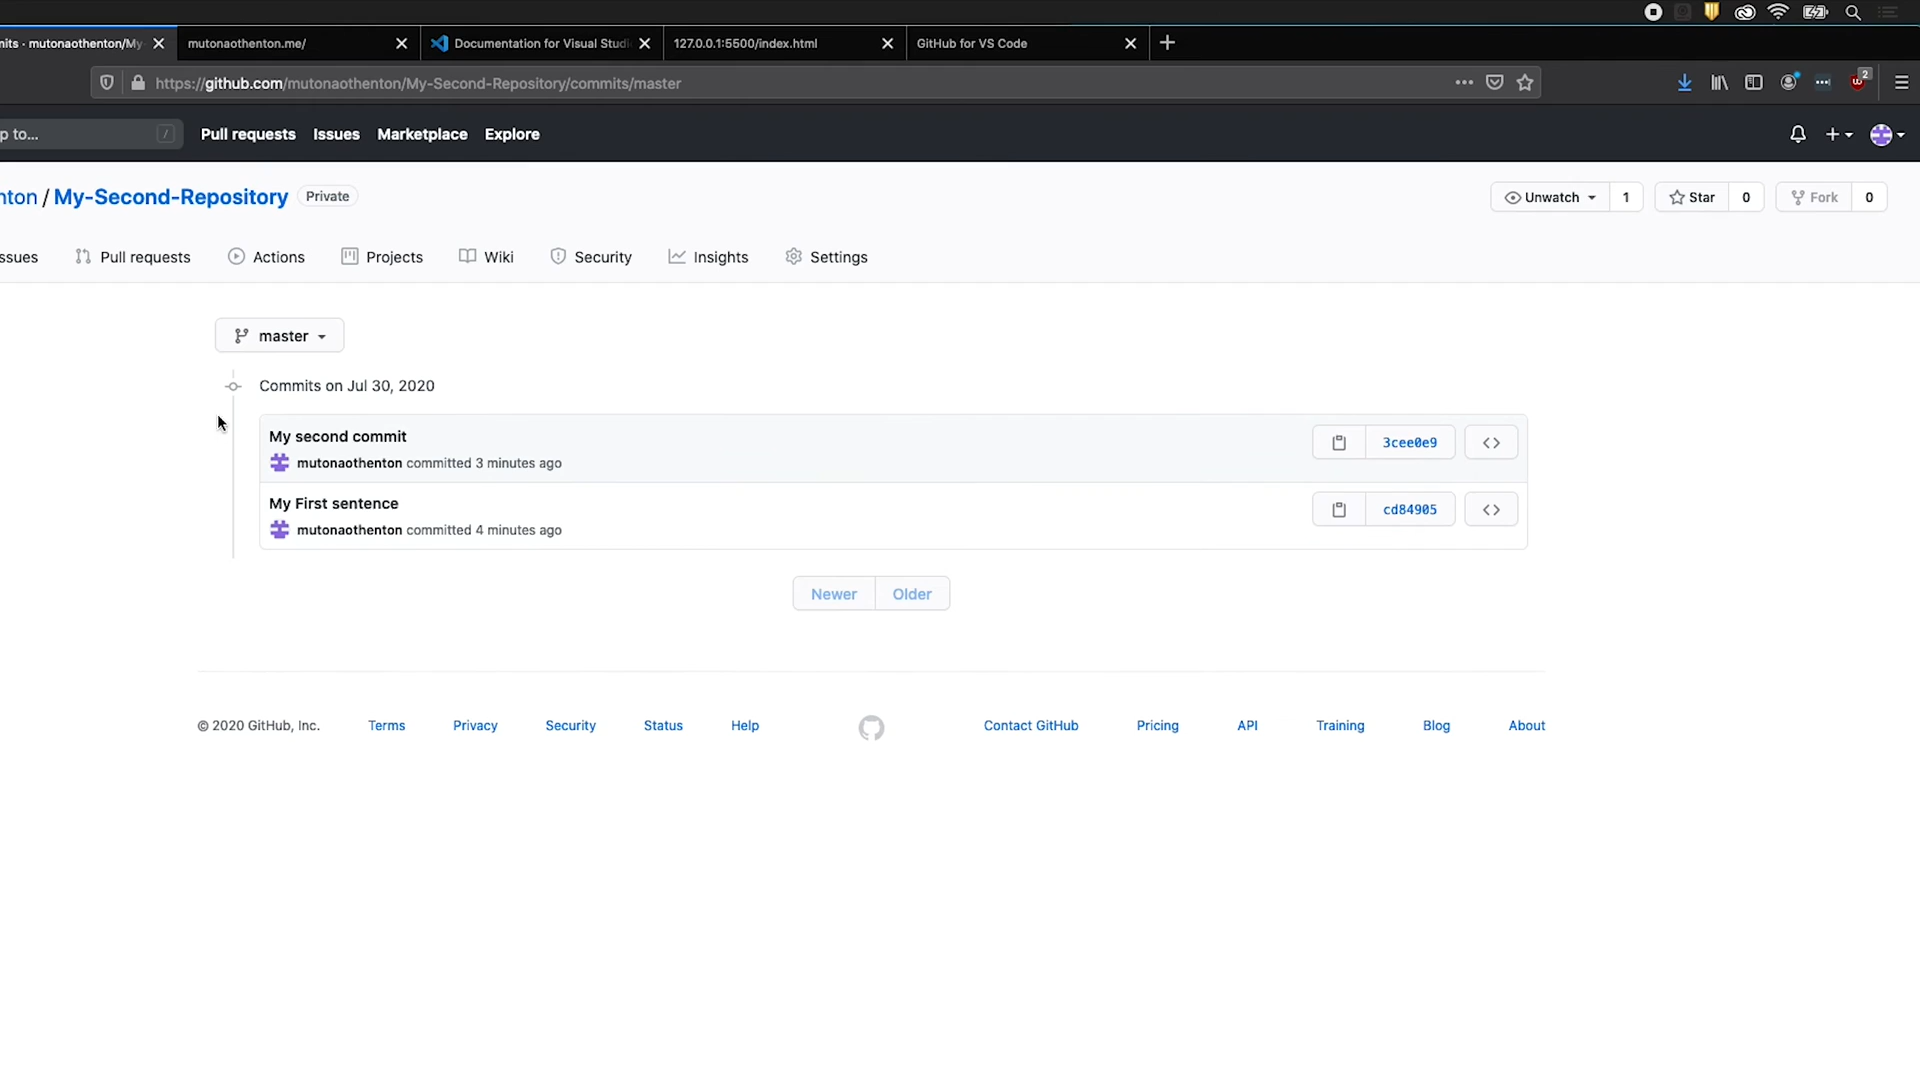 mits · mutonaothenton/My-
mutonaothenton.me/
Documentation for Visual Studi
127.0.0.1:5500/index.html
GitHub for VS Code
https://github.com/mutonaothenton/My-Second-Repository/commits/master
2
p to...
/
Pull requests
Issues
Marketplace
Explore
nton / My-Second-Repository
Private
Unwatch
1
Star
0
Fork
0
ssues
Pull requests
Actions
Projects
Wiki
Security
Insights
Settings
master
Commits on Jul 30, 2020
My second commit
3cee0e9
mutonaothenton committed 3 minutes ago
My First sentence
cd84905
mutonaothenton committed 4 minutes ago
Newer
Older
© 2020 GitHub, Inc.
Terms
Privacy
Security
Status
Help
Contact GitHub
Pricing
API
Training
Blog
About